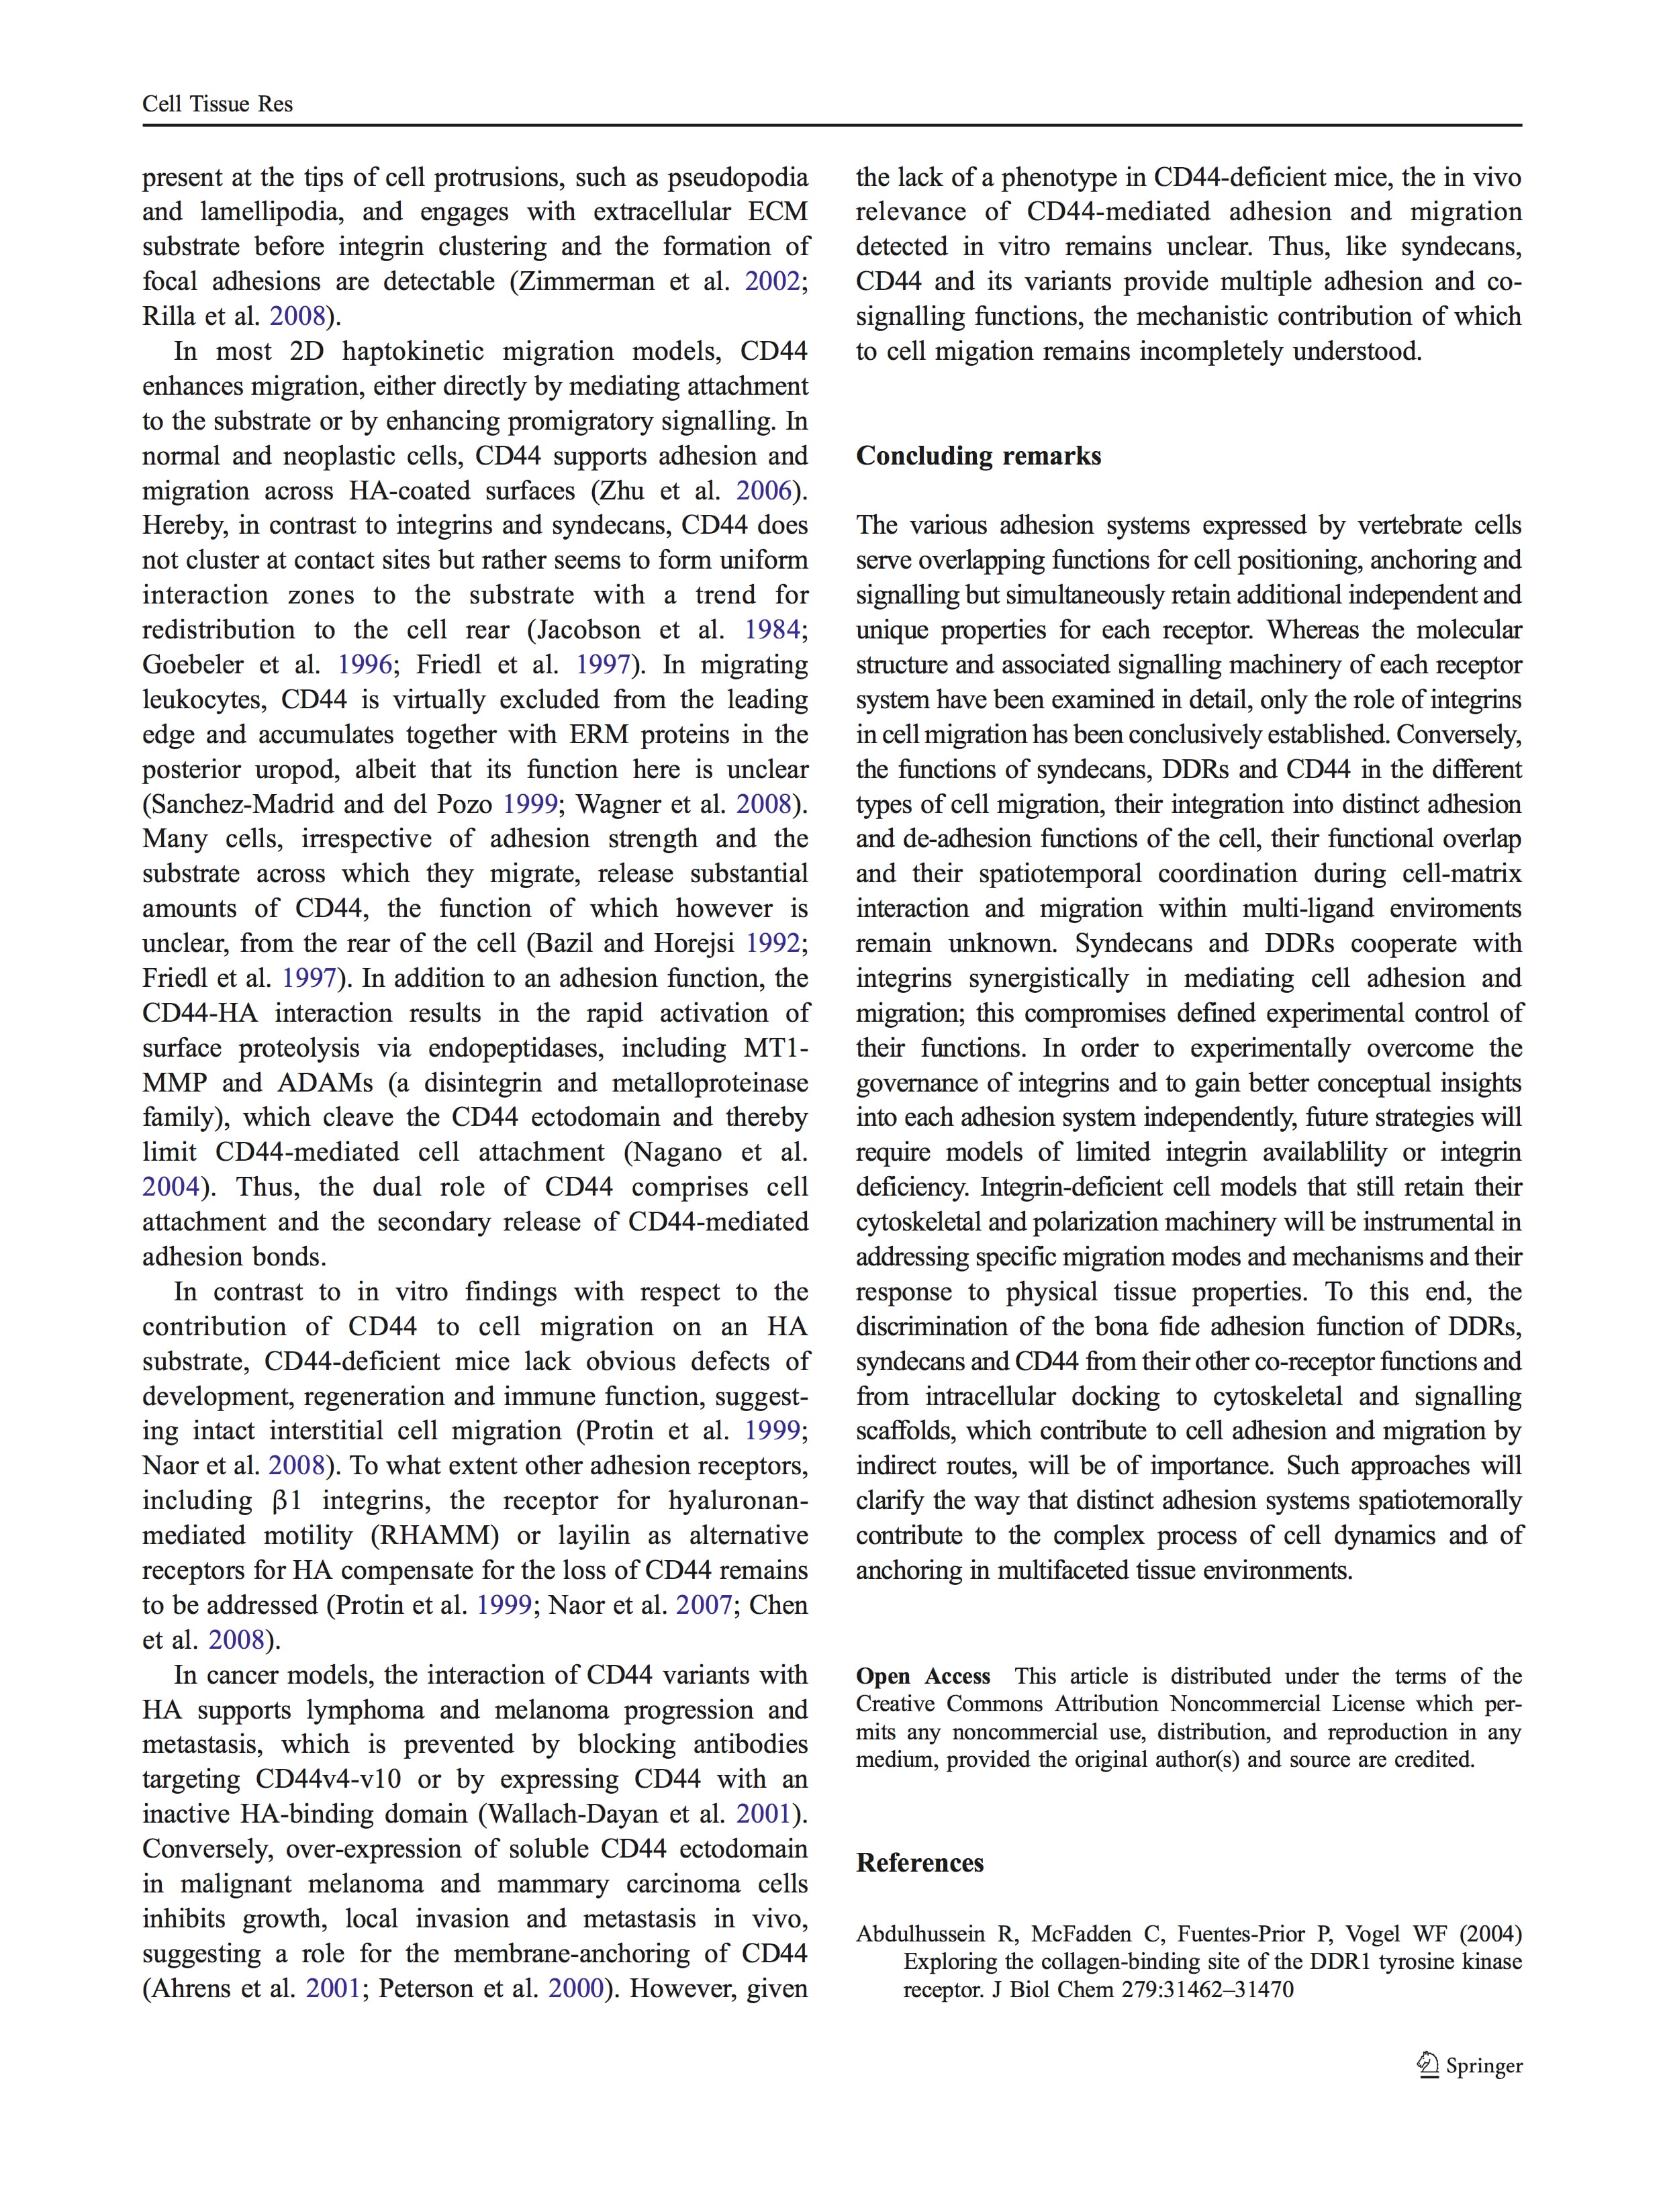 Cell Tissue Res
present at the tips of cell protrusions, such as pseudopodia
and lamellipodia, and engages with extracellular ECM
substrate before integrin clustering and the formation of
focal adhesions are detectable (Zimmerman et al. 2002;
Rilla et al. 2008).
In most 2D haptokinetic migration models, CD44
enhances migration, either directly by mediating attachment
to the substrate or by enhancing promigratory signalling. In
normal and neoplastic cells, CD44 supports adhesion and
migration across HA-coated surfaces (Zhu et al. 2006).
Hereby, in contrast to integrins and syndecans, CD44 does
not cluster at contact sites but rather seems to form uniform
interaction zones to the substrate with a trend for
redistribution to the cell rear (Jacobson et al. 1984;
Goebeler et al. 1996; Friedl et al. 1997). In migrating
leukocytes, CD44 is virtually excluded from the leading
edge and accumulates together with ERM proteins in the
posterior uropod, albeit that its function here is unclear
(Sanchez-Madrid and del Pozo 1999; Wagner et al. 2008).
Many cells, irrespective of adhesion strength and the
substrate across which they migrate, release substantial
amounts of CD44, the function of which however is
unclear, from the rear of the cell (Bazil and Horejsi 1992;
Friedl et al. 1997). In addition to an adhesion function, the
CD44-HA interaction results in the rapid activation of
surface proteolysis via endopeptidases, including MT1-
MMP and ADAMs (a disintegrin and metalloproteinase
family), which cleave the CD44 ectodomain and thereby
limit CD44-mediated cell attachment (Nagano et al.
2004). Thus, the dual role of CD44 comprises cell
attachment and the secondary release of CD44-mediated
adhesion bonds.
In contrast to in vitro findings with respect to the
contribution of CD44 to cell migration on an HA
substrate, CD44-deficient mice lack obvious defects of
development, regeneration and immune function, suggest-
ing intact interstitial cell migration (Protin et al. 1999;
Naor et al. 2008). To what extent other adhesion receptors,
including β1 integrins, the receptor for hyaluronan-
mediated motility (RHAMM) or layilin as alternative
receptors for HA compensate for the loss of CD44 remains
to be addressed (Protin et al. 1999; Naor et al. 2007; Chen
et al. 2008).
In cancer models, the interaction of CD44 variants with
HA supports lymphoma and melanoma progression and
metastasis, which is prevented by blocking antibodies
targeting CD44v4-v10 or by expressing CD44 with an
inactive HA-binding domain (Wallach-Dayan et al. 2001).
Conversely, over-expression of soluble CD44 ectodomain
in malignant melanoma and mammary carcinoma cells
inhibits growth, local invasion and metastasis in vivo,
suggesting a role for the membrane-anchoring of CD44
(Ahrens et al. 2001; Peterson et al. 2000). However, given
the lack of a phenotype in CD44-deficient mice, the in vivo
relevance of CD44-mediated adhesion and migration
detected in vitro remains unclear. Thus, like syndecans,
CD44 and its variants provide multiple adhesion and co-
signalling functions, the mechanistic contribution of which
to cell migation remains incompletely understood.
Concluding remarks
The various adhesion systems expressed by vertebrate cells
serve overlapping functions for cell positioning, anchoring and
signalling but simultaneously retain additional independent and
unique properties for each receptor. Whereas the molecular
structure and associated signalling machinery of each receptor
system have been examined in detail, only the role of integrins
in cell migration has been conclusively established. Conversely,
the functions of syndecans, DDRs and CD44 in the different
types of cell migration, their integration into distinct adhesion
and de-adhesion functions of the cell, their functional overlap
and their spatiotemporal coordination during cell-matrix
interaction and migration within multi-ligand enviroments
remain unknown. Syndecans and DDRs cooperate with
integrins synergistically in mediating cell adhesion and
migration; this compromises defined experimental control of
their functions. In order to experimentally overcome the
governance of integrins and to gain better conceptual insights
into each adhesion system independently, future strategies will
require models of limited integrin availablility or integrin
deficiency. Integrin-deficient cell models that still retain their
cytoskeletal and polarization machinery will be instrumental in
addressing specific migration modes and mechanisms and their
response to physical tissue properties. To this end, the
discrimination of the bona fide adhesion function of DDRs,
syndecans and CD44 from their other co-receptor functions and
from intracellular docking to cytoskeletal and signalling
scaffolds, which contribute to cell adhesion and migration by
indirect routes, will be of importance. Such approaches will
clarify the way that distinct adhesion systems spatiotemorally
contribute to the complex process of cell dynamics and of
anchoring in multifaceted tissue environments.
Open Access This article is distributed under the terms of the
Creative Commons Attribution Noncommercial License which per-
mits any noncommercial use, distribution, and reproduction in any
medium, provided the original author(s) and source are credited.
References
Abdulhussein R, McFadden C, Fuentes-Prior P, Vogel WF (2004)
Exploring the collagen-binding site of the DDR1 tyrosine kinase
receptor. J Biol Chem 279:31462–31470
Springer